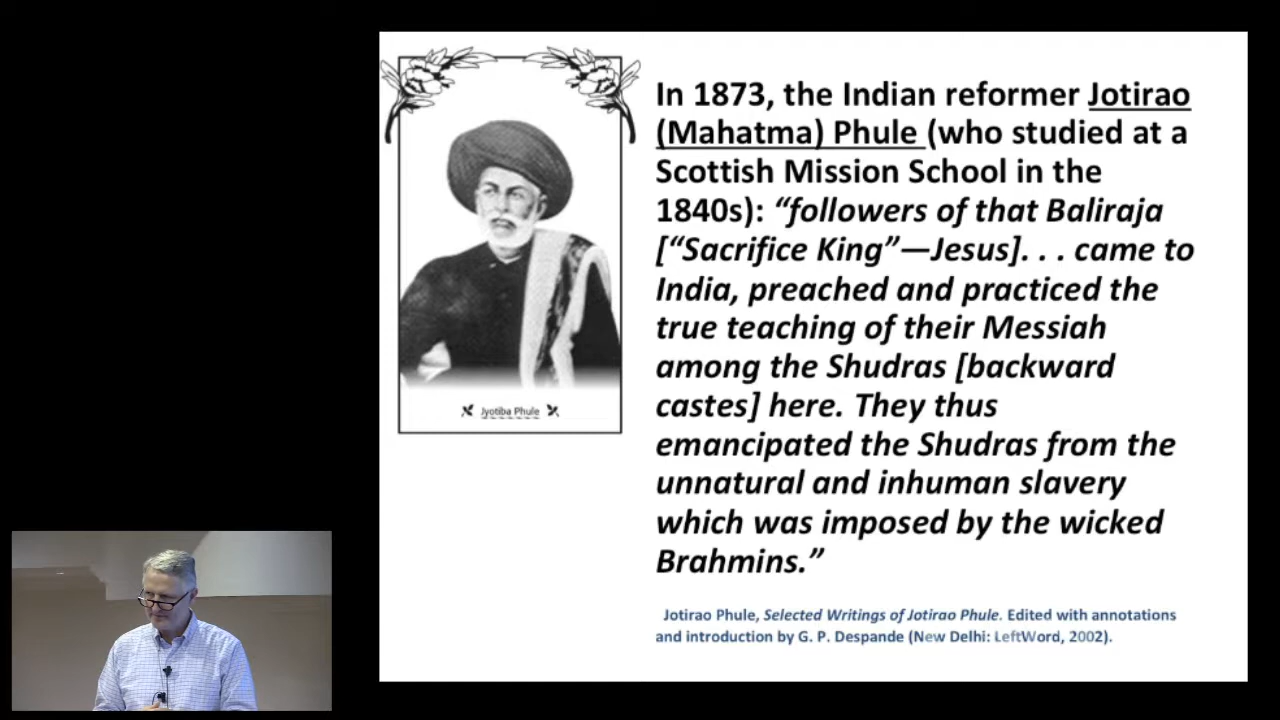 In 1873, the Indian reformer Jotirao
(Mahatma) Phule (who studied at a
Scottish Mission School in the
1840s): “followers of that Baliraja
[“Sacrifice King”—Jesus]. . . came to
India, preached and practiced the
true teaching of their Messiah
among the Shudras [backward
castes] here. They thus
emancipated the Shudras from the
unnatural and inhuman slavery
which was imposed by the wicked
Brahmins.”
Jyotiba Phule
Jotirao Phule, Selected Writings of Jotirao Phule. Edited with annotations
and introduction by G. P. Despande (New Delhi: LeftWord, 2002).